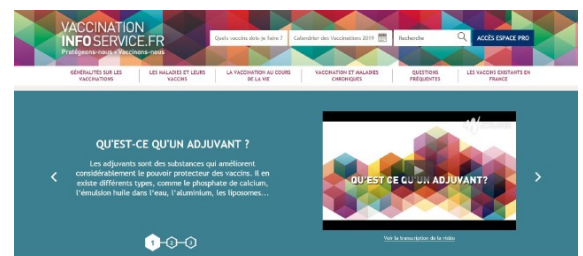 VACCINATION
INFO SERVICE.FR
Protégeons-nous Vaccinons-nous
Quels vaccins dois-je faire ?
Calendrier des Vaccinations 2019
Recherche
ACCÈS ESPACE PRO
GÉNÉRALITÉS SUR LES
VACCINATIONS
LES MALADIES ET LEURS
VACCINS
LA VACCINATION AU COURS
DE LA VIE
VACCINATION ET MALADIES
CHRONIQUES
QUESTIONS
FRÉQUENTES
LES VACCINS EXISTANTS EN
FRANCE
QU'EST-CE QU'UN ADJUVANT ?
Les adjuvants sont des substances qui améliorent
considérablement le pouvoir protecteur des vaccins. Il en
existe différents types, comme le phosphate de calcium,
l'émulsion huile dans l'eau, l'aluminium, les liposomes...
1
2
3
QU'EST CE QU'UN ADJUVANT?
Voir la transcription de la vidéo